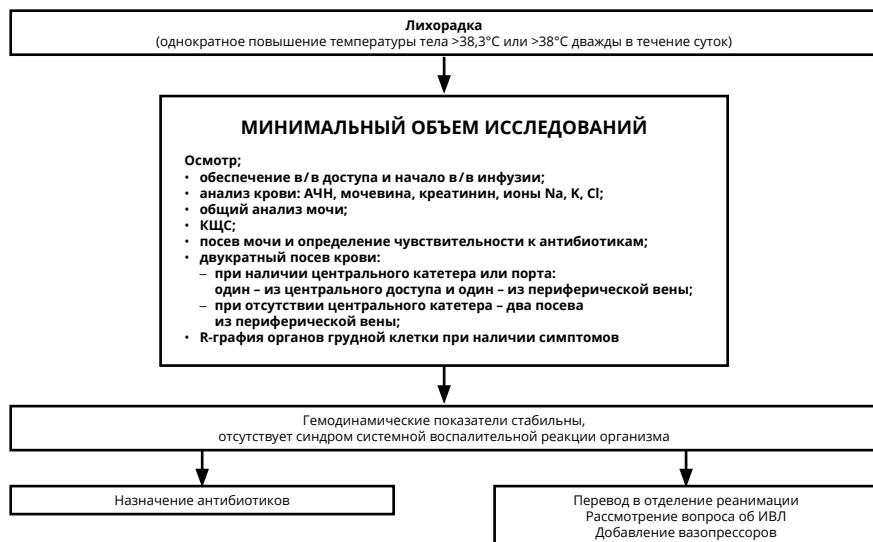 Лихорадка
(однократное повышение температуры тела >38,3°C или >38°C дважды в течение суток)
МИНИМАЛЬНЫЙ ОБЪЕМ ИССЛЕДОВАНИЙ
Осмотр;
• обеспечение в/в доступа и начало в/в инфузии;
• анализ крови: АЧН, мочевина, креатинин, ионы Na, K, Cl;
• общий анализ мочи;
• КЩС;
• посев мочи и определение чувствительности к антибиотикам;
• двукратный посев крови:
– при наличии центрального катетера или порта:
один – из центрального доступа и один – из периферической вены;
– при отсутствии центрального катетера – два посева
из периферической вены;
• R-графия органов грудной клетки при наличии симптомов
Гемодинамические показатели стабильны,
отсутствует синдром системной воспалительной реакции организма
Назначение антибиотиков
Перевод в отделение реанимации
Рассмотрение вопроса об ИВЛ
Добавление вазопрессоров